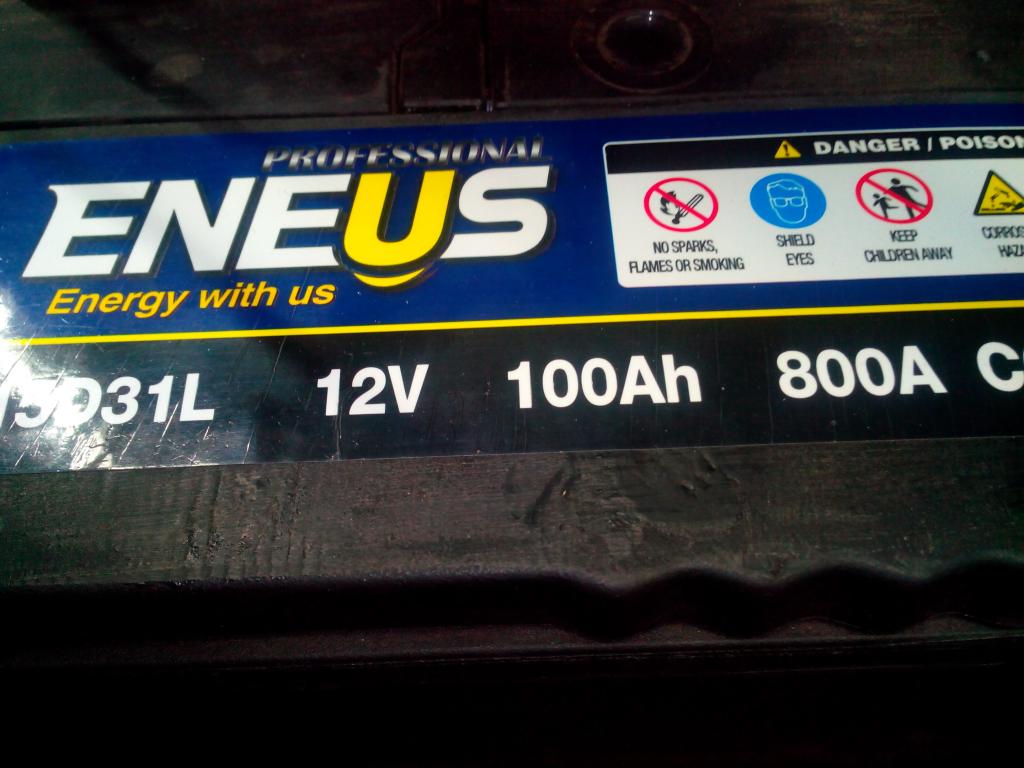 PROFESSIONAL
ENEUS
Energy with us
DANGER / POISON
NO SPARKS,
FLAMES OR SMOKING
SHIELD
EYES
KEEP
CHILDREN AWAY
5D31L 12V 100Ah 800A